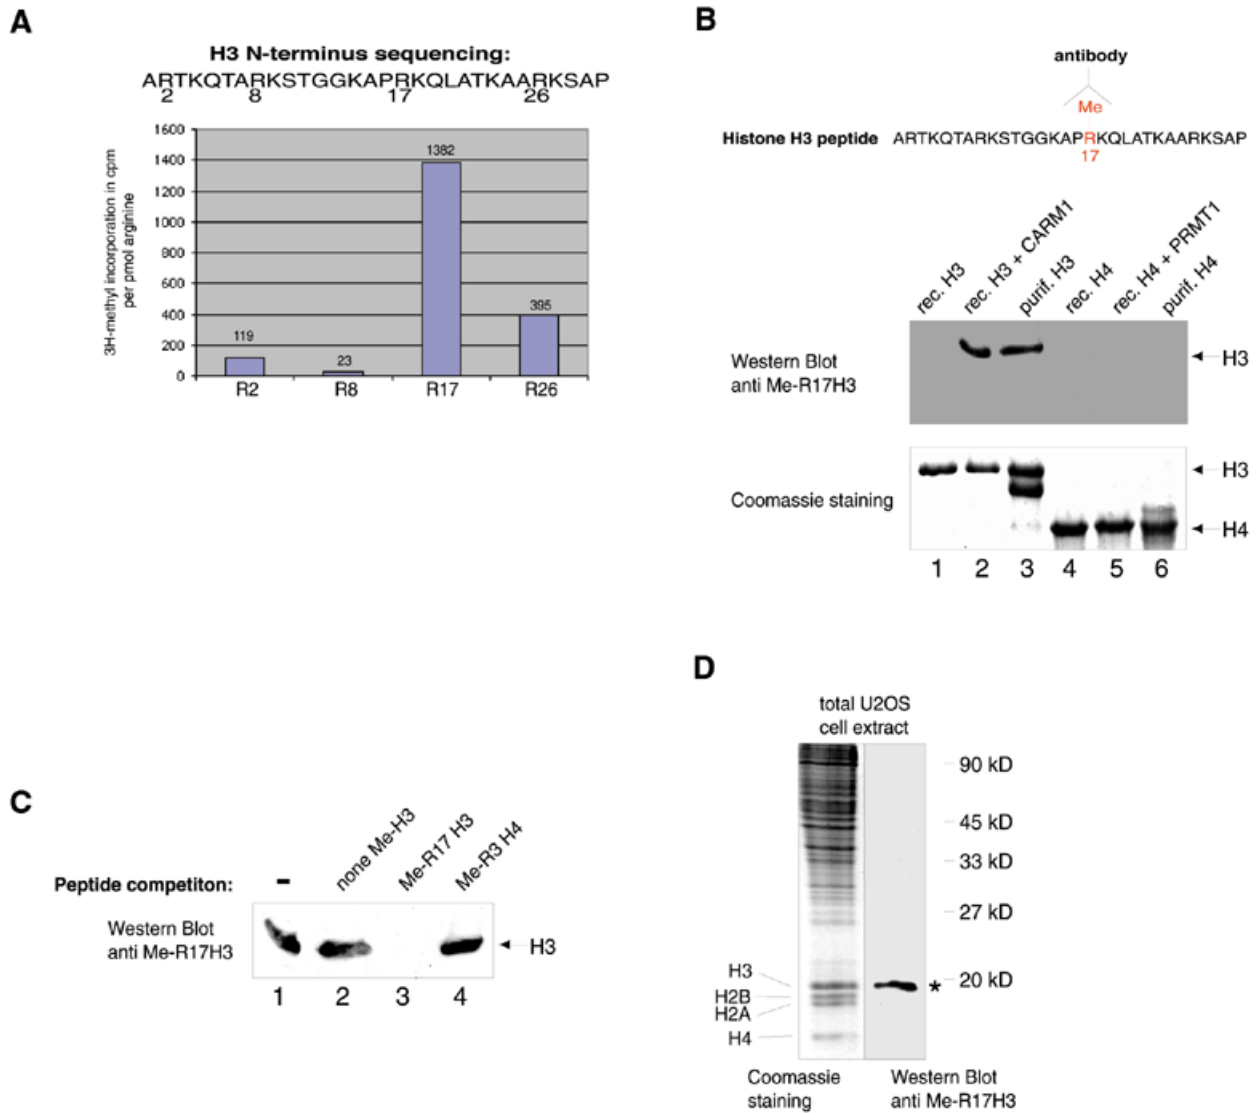 A
H3 N-terminus sequencing:
ARTKQTARKSTGGKAPRKQLATKAARKSAP
2 8 17 26
3H-methyl incorporation in cpm
per pmol arginine
1600
1400
1200
1000
800
600
400
200
0
119
23
1382
395
R2 R8 R17 R26
B
antibody
Me
Histone H3 peptide ARTKQTARKSTGGKAPRKQLATKAARKSAP
17
rec. H3
rec. H3 + CARM1
purif. H3
rec. H4
rec. H4 + PRMT1
purif. H4
Western Blot
anti Me-R17H3
H3
Coomassie staining
H3
H4
1 2 3 4 5 6
C
Peptide competiton:
-
none Me-H3
Me-R17 H3
Me-R3 H4
Western Blot
anti Me-R17H3
H3
1 2 3 4
D
total U2OS
cell extract
90 kD
45 kD
33 kD
27 kD
20 kD
*
H3
H2B
H2A
H4
Coomassie
staining
Western Blot
anti Me-R17H3